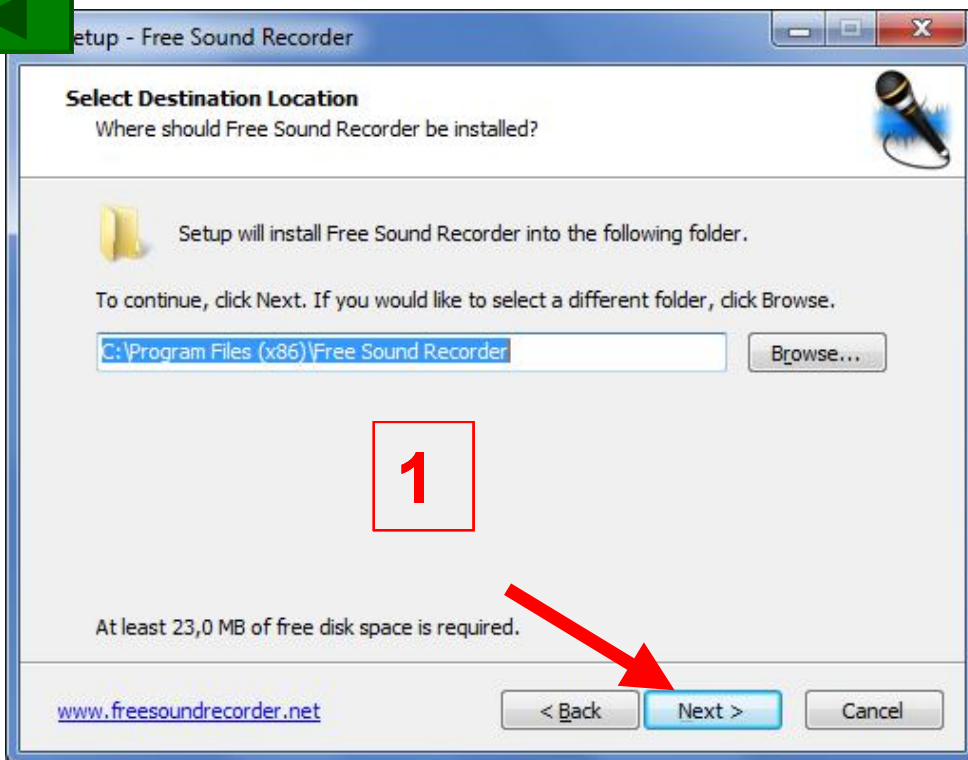 etup - Free Sound Recorder
Select Destination Location
Where should Free Sound Recorder be installed?
Setup will install Free Sound Recorder into the following folder.
To continue, click Next. If you would like to select a different folder, click Browse.
C:\Program Files (x86)\Free Sound Recorder
Browse...
1
At least 23,0 MB of free disk space is required.
www.freesoundrecorder.net
< Back
Next >
Cancel